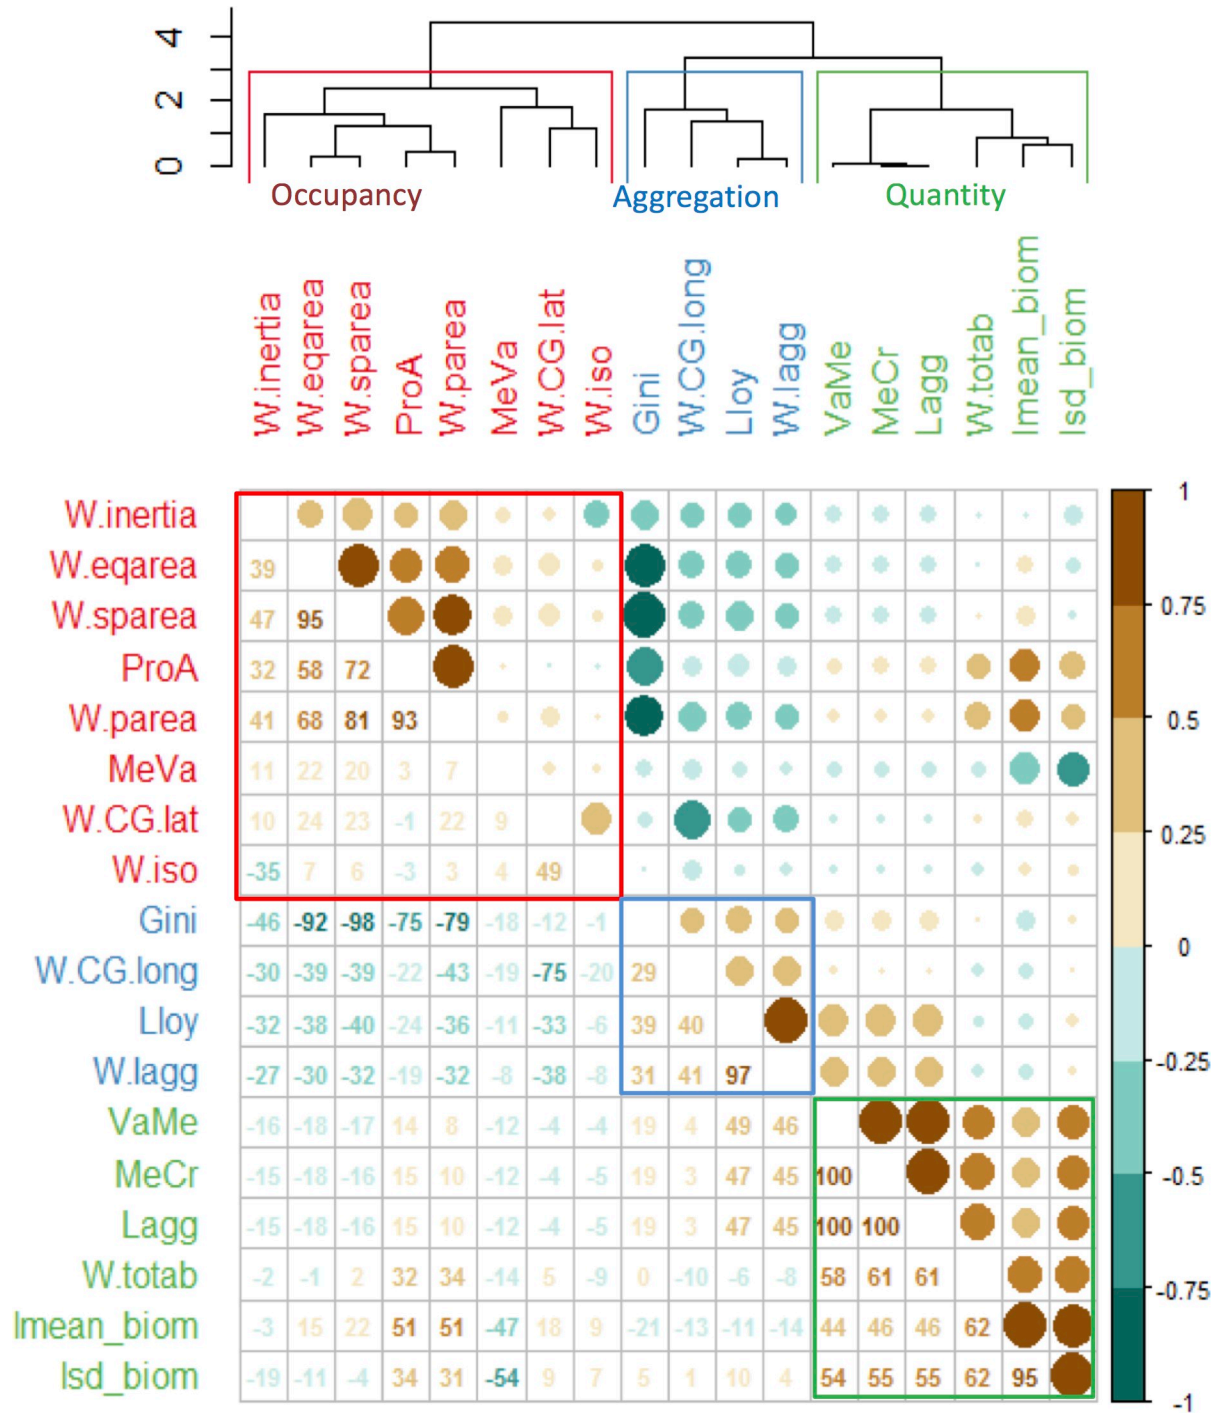 4
2
0
Occupancy Aggregation Quantity
W.inertia W.eqarea W.sparea ProA W.parea MeVa W.CG.lat W.iso Gini W.CG.long Lloy W.lagg VaMe MeCr Lagg W.totab lmean_biom lsd_biom
W.inertia 1
W.eqarea 39
W.sparea 47 95 0.75
ProA 32 58 72
W.parea 41 68 81 93 0.5
MeVa 11 22 20 3 7
W.CG.lat 10 24 23 -1 22 9 0.25
W.iso -35 7 6 -3 3 4 49
Gini -46 -92 -98 -75 -79 -18 -12 -1 0
W.CG.long -30 -39 -39 -22 -43 -19 -75 -20 29
Lloy -32 -38 -40 -24 -36 -11 -33 -6 39 40
W.lagg -27 -30 -32 -19 -32 -8 -38 -8 31 41 97 -0.25
VaMe -16 -18 -17 14 8 -12 -4 -4 19 4 49 46
MeCr -15 -18 -16 15 10 -12 -4 -5 19 3 47 45 100 -0.5
Lagg -15 -18 -16 15 10 -12 -4 -5 19 3 47 45 100 100
W.totab -2 -1 2 32 34 -14 5 -9 0 -10 -6 -8 58 61 61 -0.75
lmean_biom -3 15 22 51 51 -47 18 9 -21 -13 -11 -14 44 46 46 62
lsd_biom -19 -11 -4 34 31 -54 9 7 5 1 10 4 54 55 55 62 95 -1